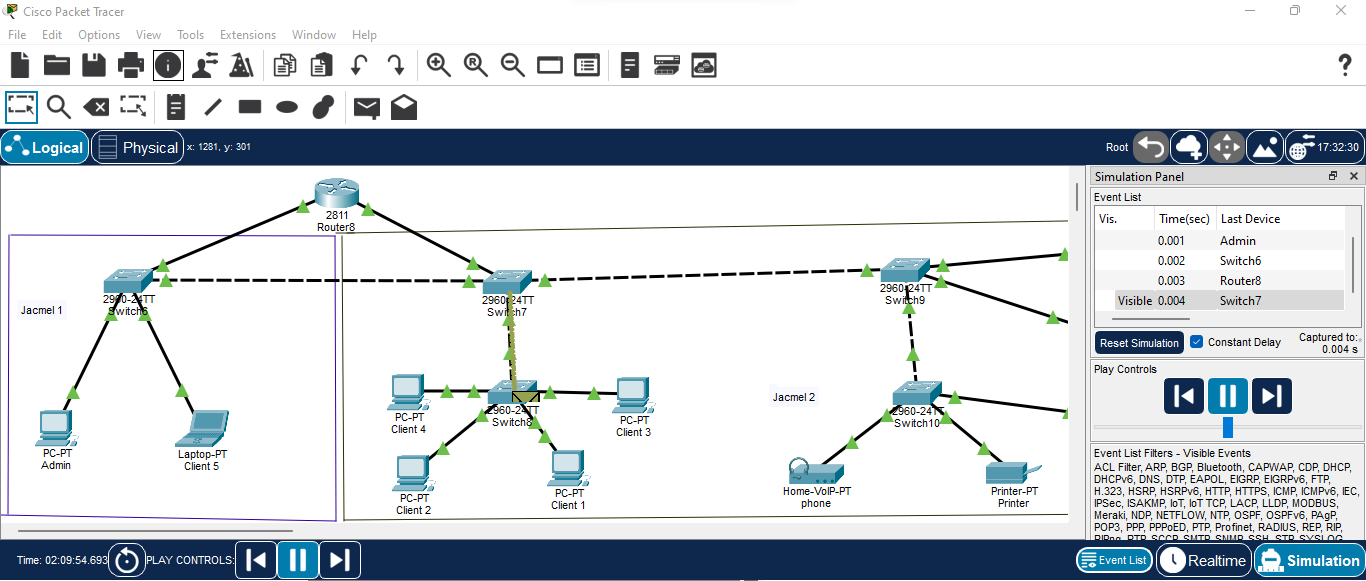 Cisco Packet Tracer
File Edit Options View Tools Extensions Window Help
Logical Physical x: 1281, y: 301 Root 17:32:30
2811
Router8
2960-24TT
Switch6
2960-24TT
Switch7
2960-24TT
Switch9
Jacmel 1
PC-PT
Client 4
2960-24TT
Switch8
PC-PT
Client 3
Jacmel 2
2960-24TT
Switch10
PC-PT
Admin
Laptop-PT
Client 5
PC-PT
Client 2
PC-PT
Client 1
Home-VoIP-PT
phone
Printer-PT
Printer
Simulation Panel
Event List
Vis. Time(sec) Last Device
0.001 Admin
0.002 Switch6
0.003 Router8
Visible 0.004 Switch7
Reset Simulation Constant Delay Captured to:
0.004 s
Play Controls
Event List Filters - Visible Events
ACL Filter, ARP, BGP, Bluetooth, CAPWAP, CDP, DHCP,
DHCPv6, DNS, DTP, EAPOL, EIGRP, EIGRPv6, FTP,
H.323, HSRP, HSRPv6, HTTP, HTTPS, ICMP, ICMPv6, IEC,
IPSec, ISAKMP, IoT, IoT TCP, LACP, LLDP, MODBUS,
Meraki, NDP, NETFLOW, NTP, OSPF, OSPFv6, PAgP,
POP3, PPP, PPPoED, PTP, Profinet, RADIUS, REP, RIP,
RIPng, RTP, SCCP, SMTP, SNMP, SSH, STP, SYSLOG,
Time: 02:09:54.693 PLAY CONTROLS: Event List Realtime Simulation